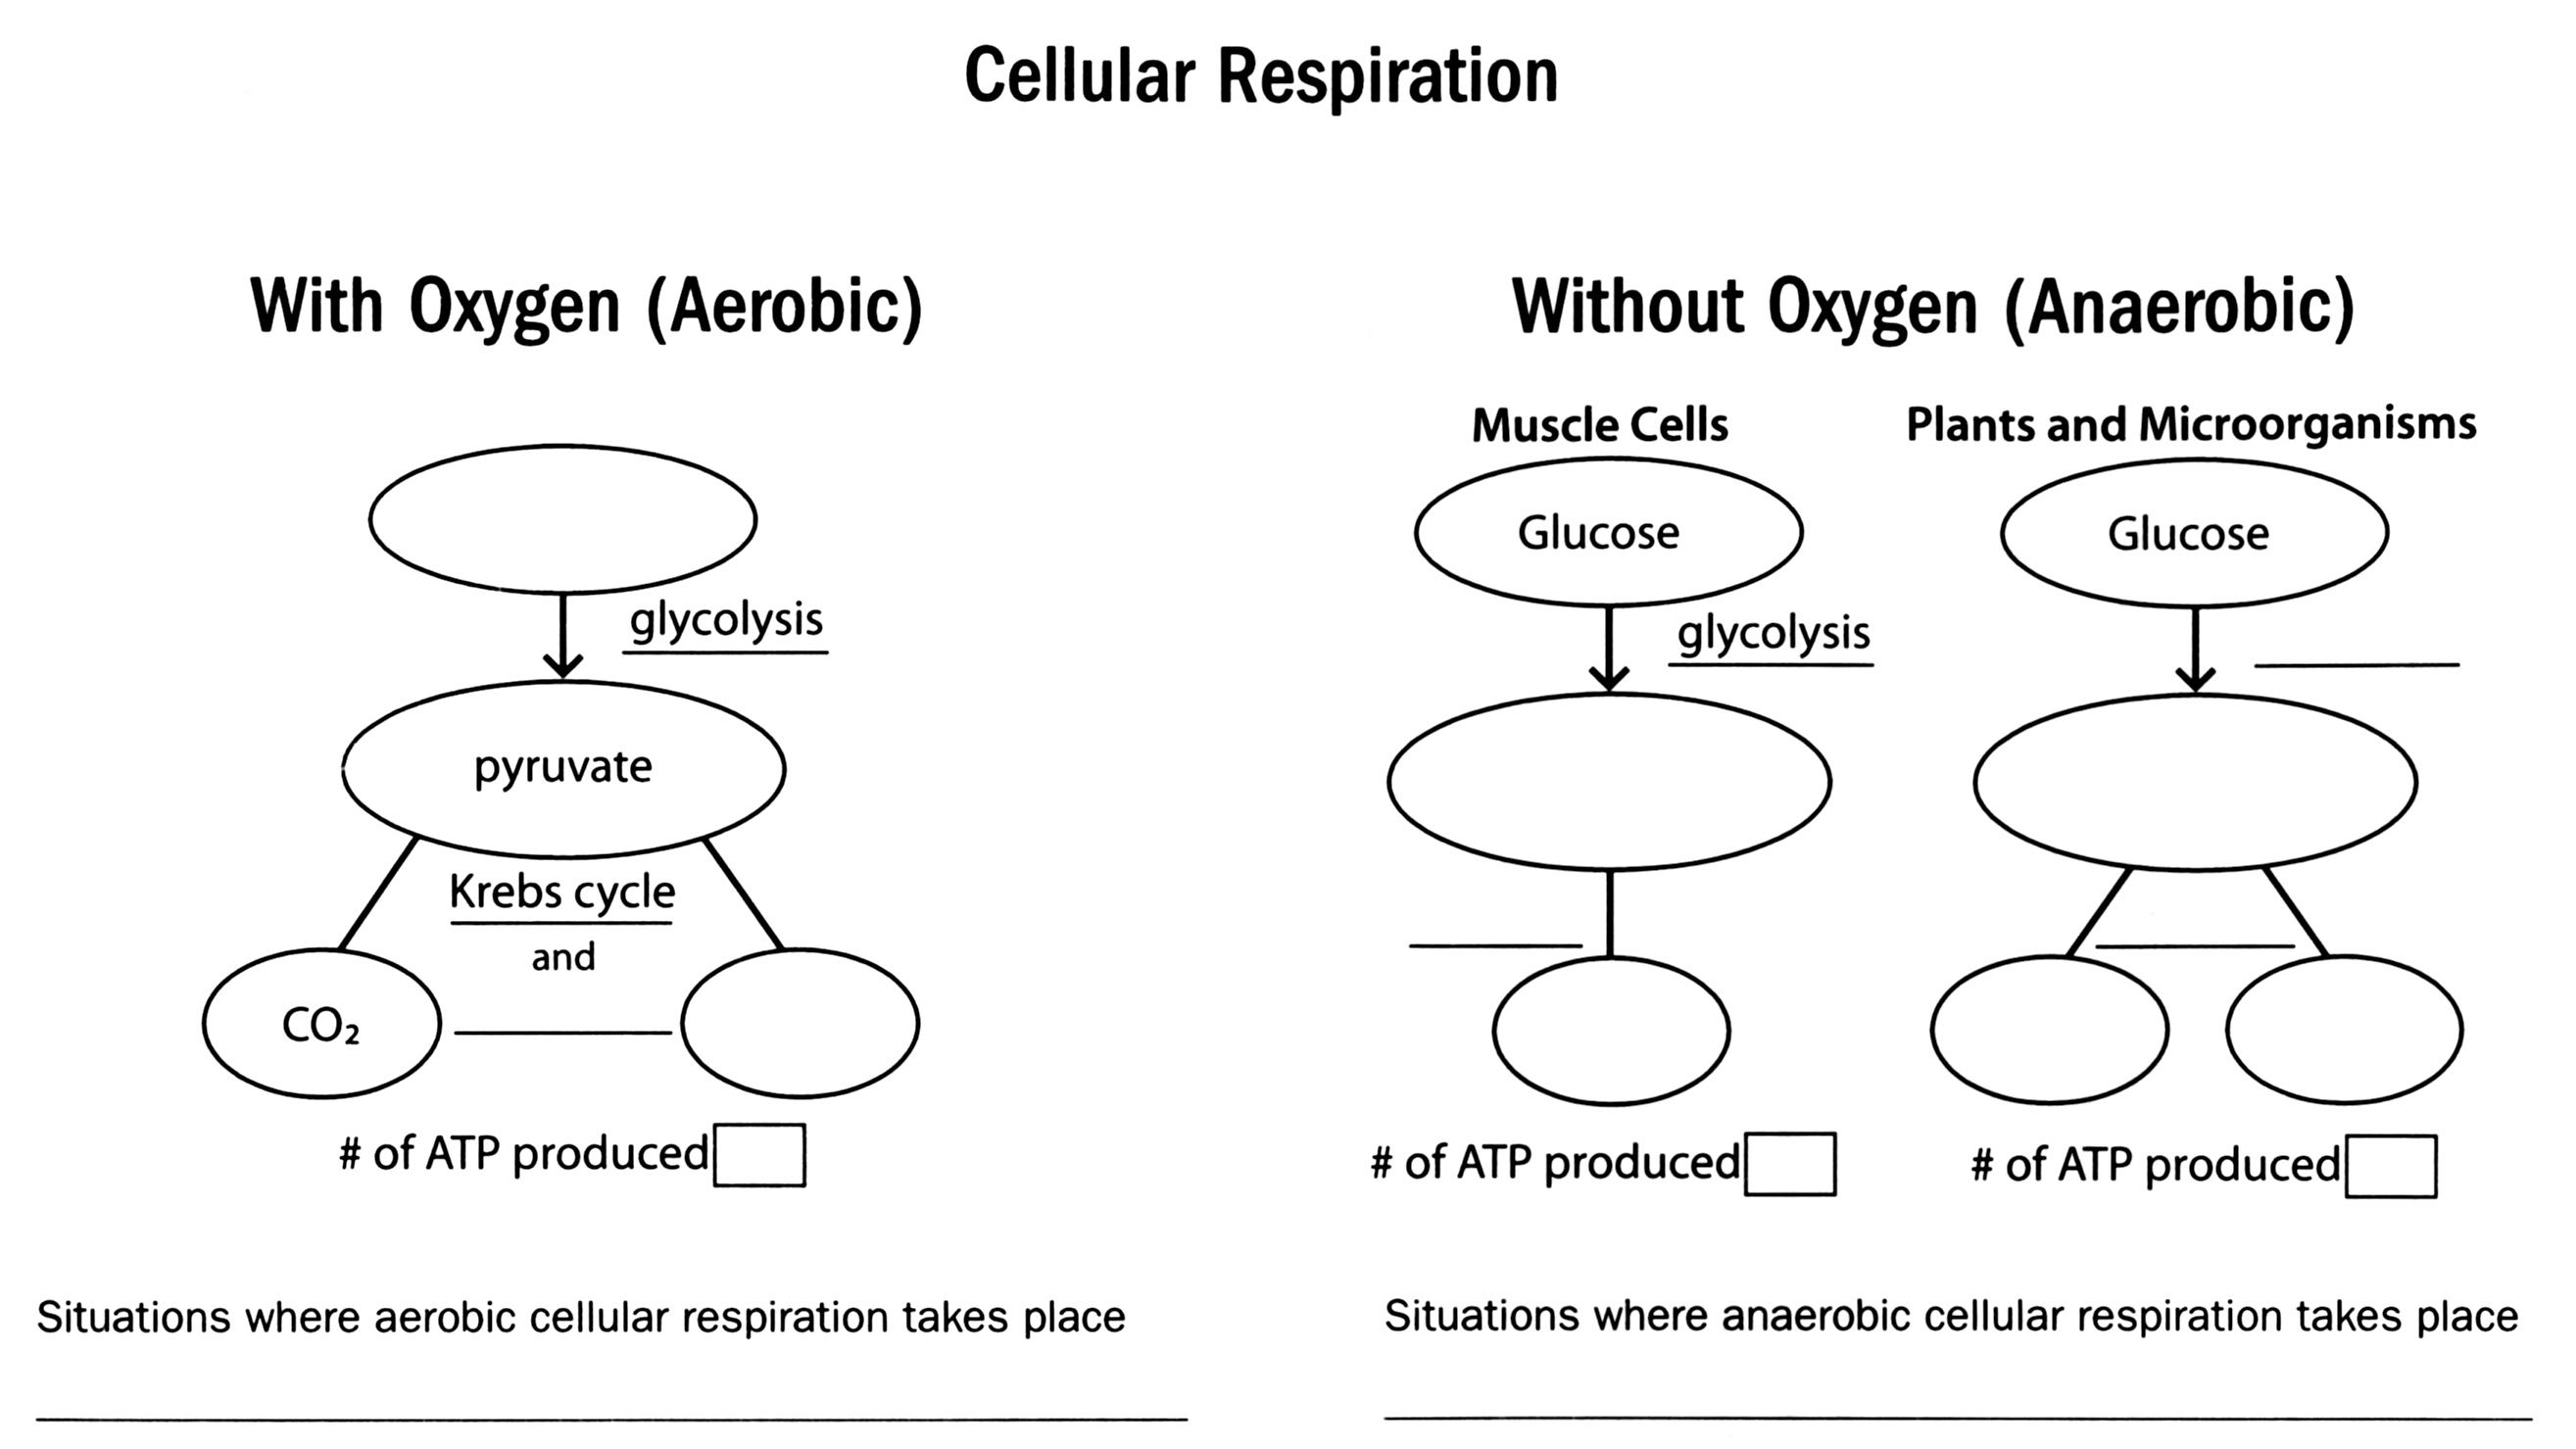 Cellular Respiration
With Oxygen (Aerobic)
glycolysis
pyruvate
Krebs cycle
and
CO₂
# of ATP produced
Situations where aerobic cellular respiration takes place
Without Oxygen (Anaerobic)
Muscle Cells
Glucose
glycolysis
# of ATP produced
Plants and Microorganisms
Glucose
# of ATP produced
Situations where anaerobic cellular respiration takes place